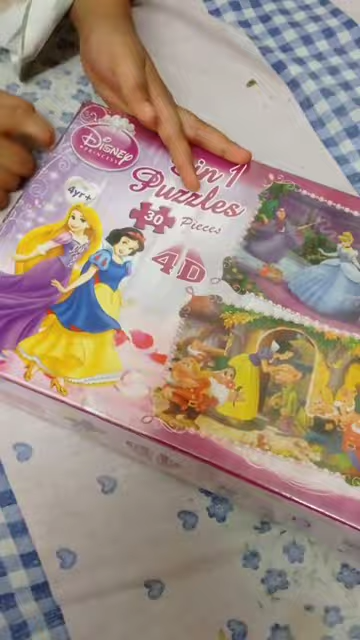 Disney
PRINCESS
in 1
Puzzles
4yr+
30 Pieces
4D